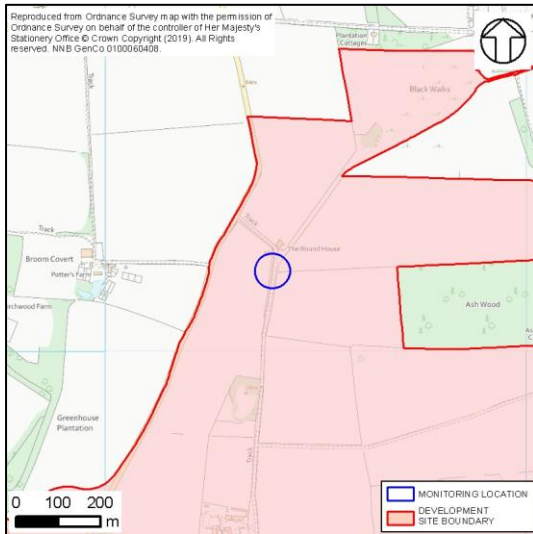 Reproduced from Ordnance Survey map with the permission of
Ordnance Survey on behalf of the controller of Her Majesty's
Stationery Office © Crown Copyright (2019). All Rights
reserved. NNB GenCo 0100060408.
Plantation
Cottages
Black Walks
Track
Track
The Round House
Broom Covert
Potter's Farm
Ash Wood
Greenhouse
Plantation
Track
0 100 200
m
MONITORING LOCATION
DEVELOPMENT
SITE BOUNDARY